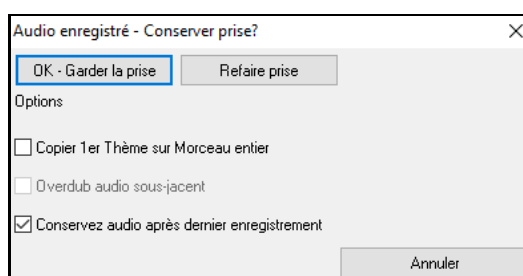 Audio enregistré - Conserver prise?
OK - Garder la prise Refaire prise
Options
Copier 1er Thème sur Morceau entier
Overdub audio sous-jacent
Conservez audio après dernier enregistrement
Annuler